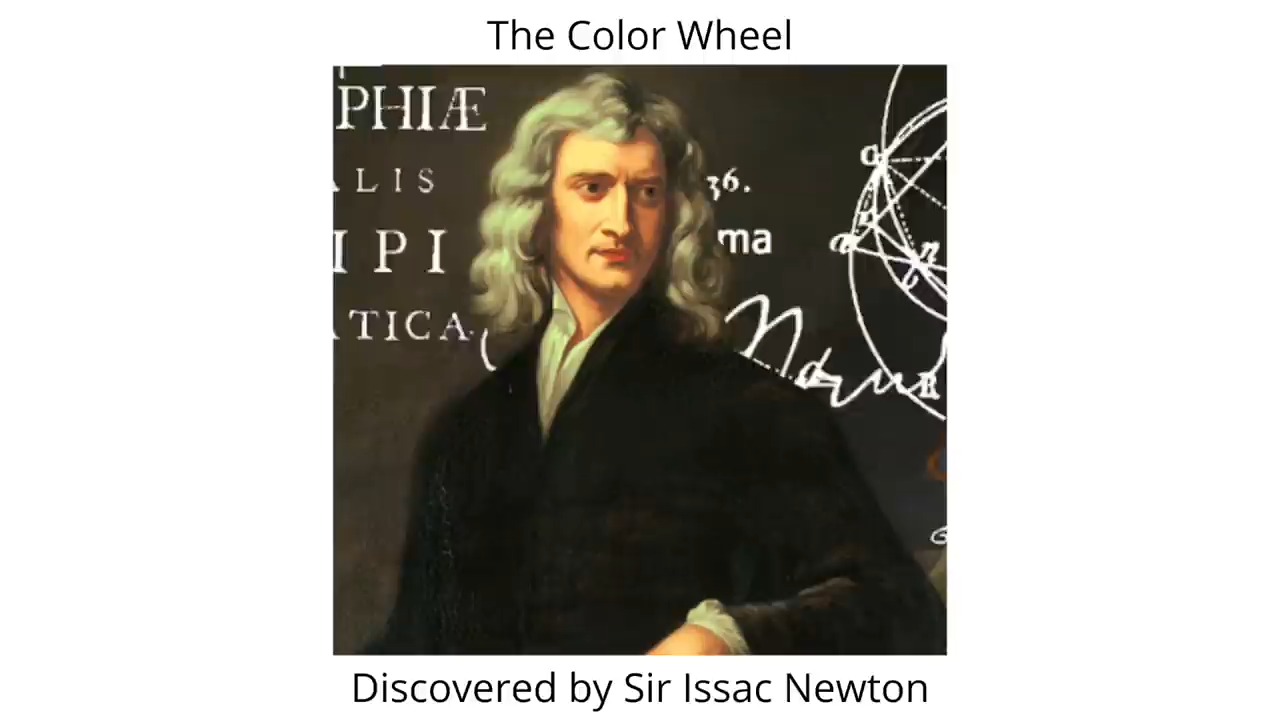 The Color Wheel
PHIÆ
LIS
36.
IPI
ma
TICA.
Discovered by Sir Issac Newton